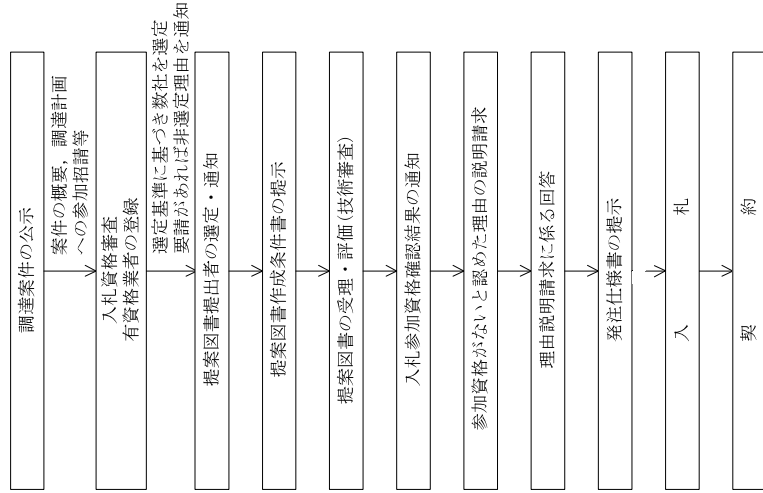 調達案件の公示
案件の概要，調達計画
への参加招請等
入札資格審査
有資格業者の登録
選定基準に基づき数社を選定
要請があれば非選定理由を通知
提案図書提出者の選定・通知
提案図書作成条件書の提示
提案図書の受理・評価(技術審査)
入札参加資格確認結果の通知
参加資格がないと認めた理由の説明請求
理由説明請求に係る回答
発注仕様書の提示
入　　札
契　　約